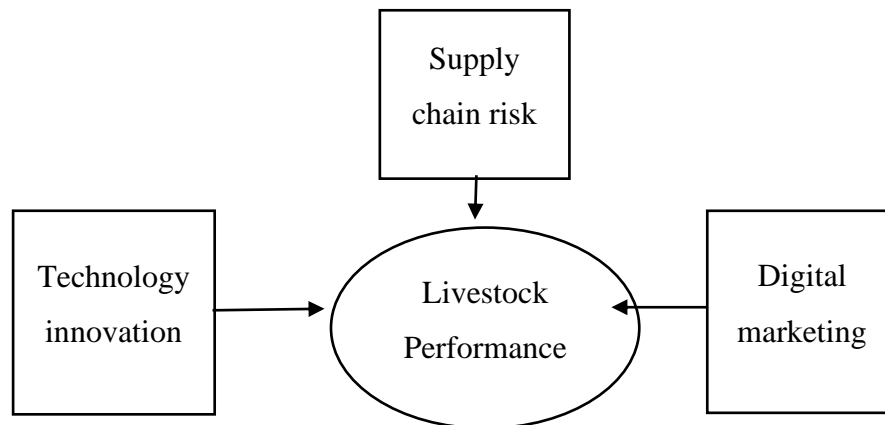 Supply
chain risk
Technology
innovation
Livestock
Performance
Digital
marketing